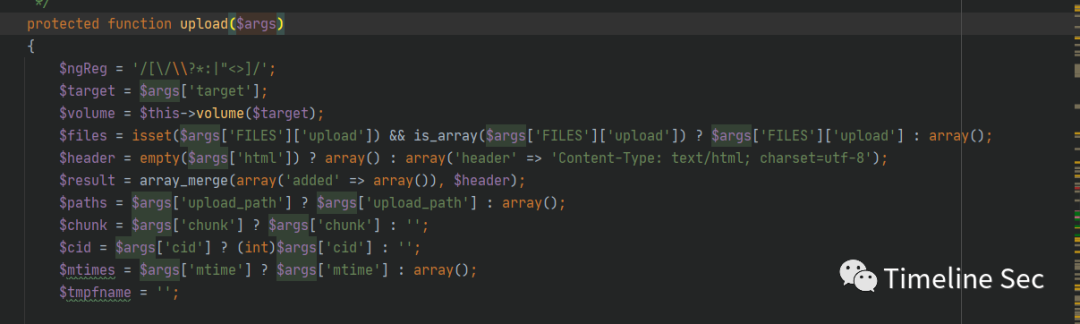 */
protected function upload($args)
{
$ngReg = '/[\/\\?*:|"<>]/';
$target = $args['target'];
$volume = $this->volume($target);
$files = isset($args['FILES']['upload']) && is_array($args['FILES']['upload']) ? $args['FILES']['upload'] : array();
$header = empty($args['html']) ? array() : array('header' => 'Content-Type: text/html; charset=utf-8');
$result = array_merge(array('added' => array()), $header);
$paths = $args['upload_path'] ? $args['upload_path'] : array();
$chunk = $args['chunk'] ? $args['chunk'] : '';
$cid = $args['cid'] ? (int)$args['cid'] : '';
$mtimes = $args['mtime'] ? $args['mtime'] : array();
$tmpfname = '';
Timeline Sec